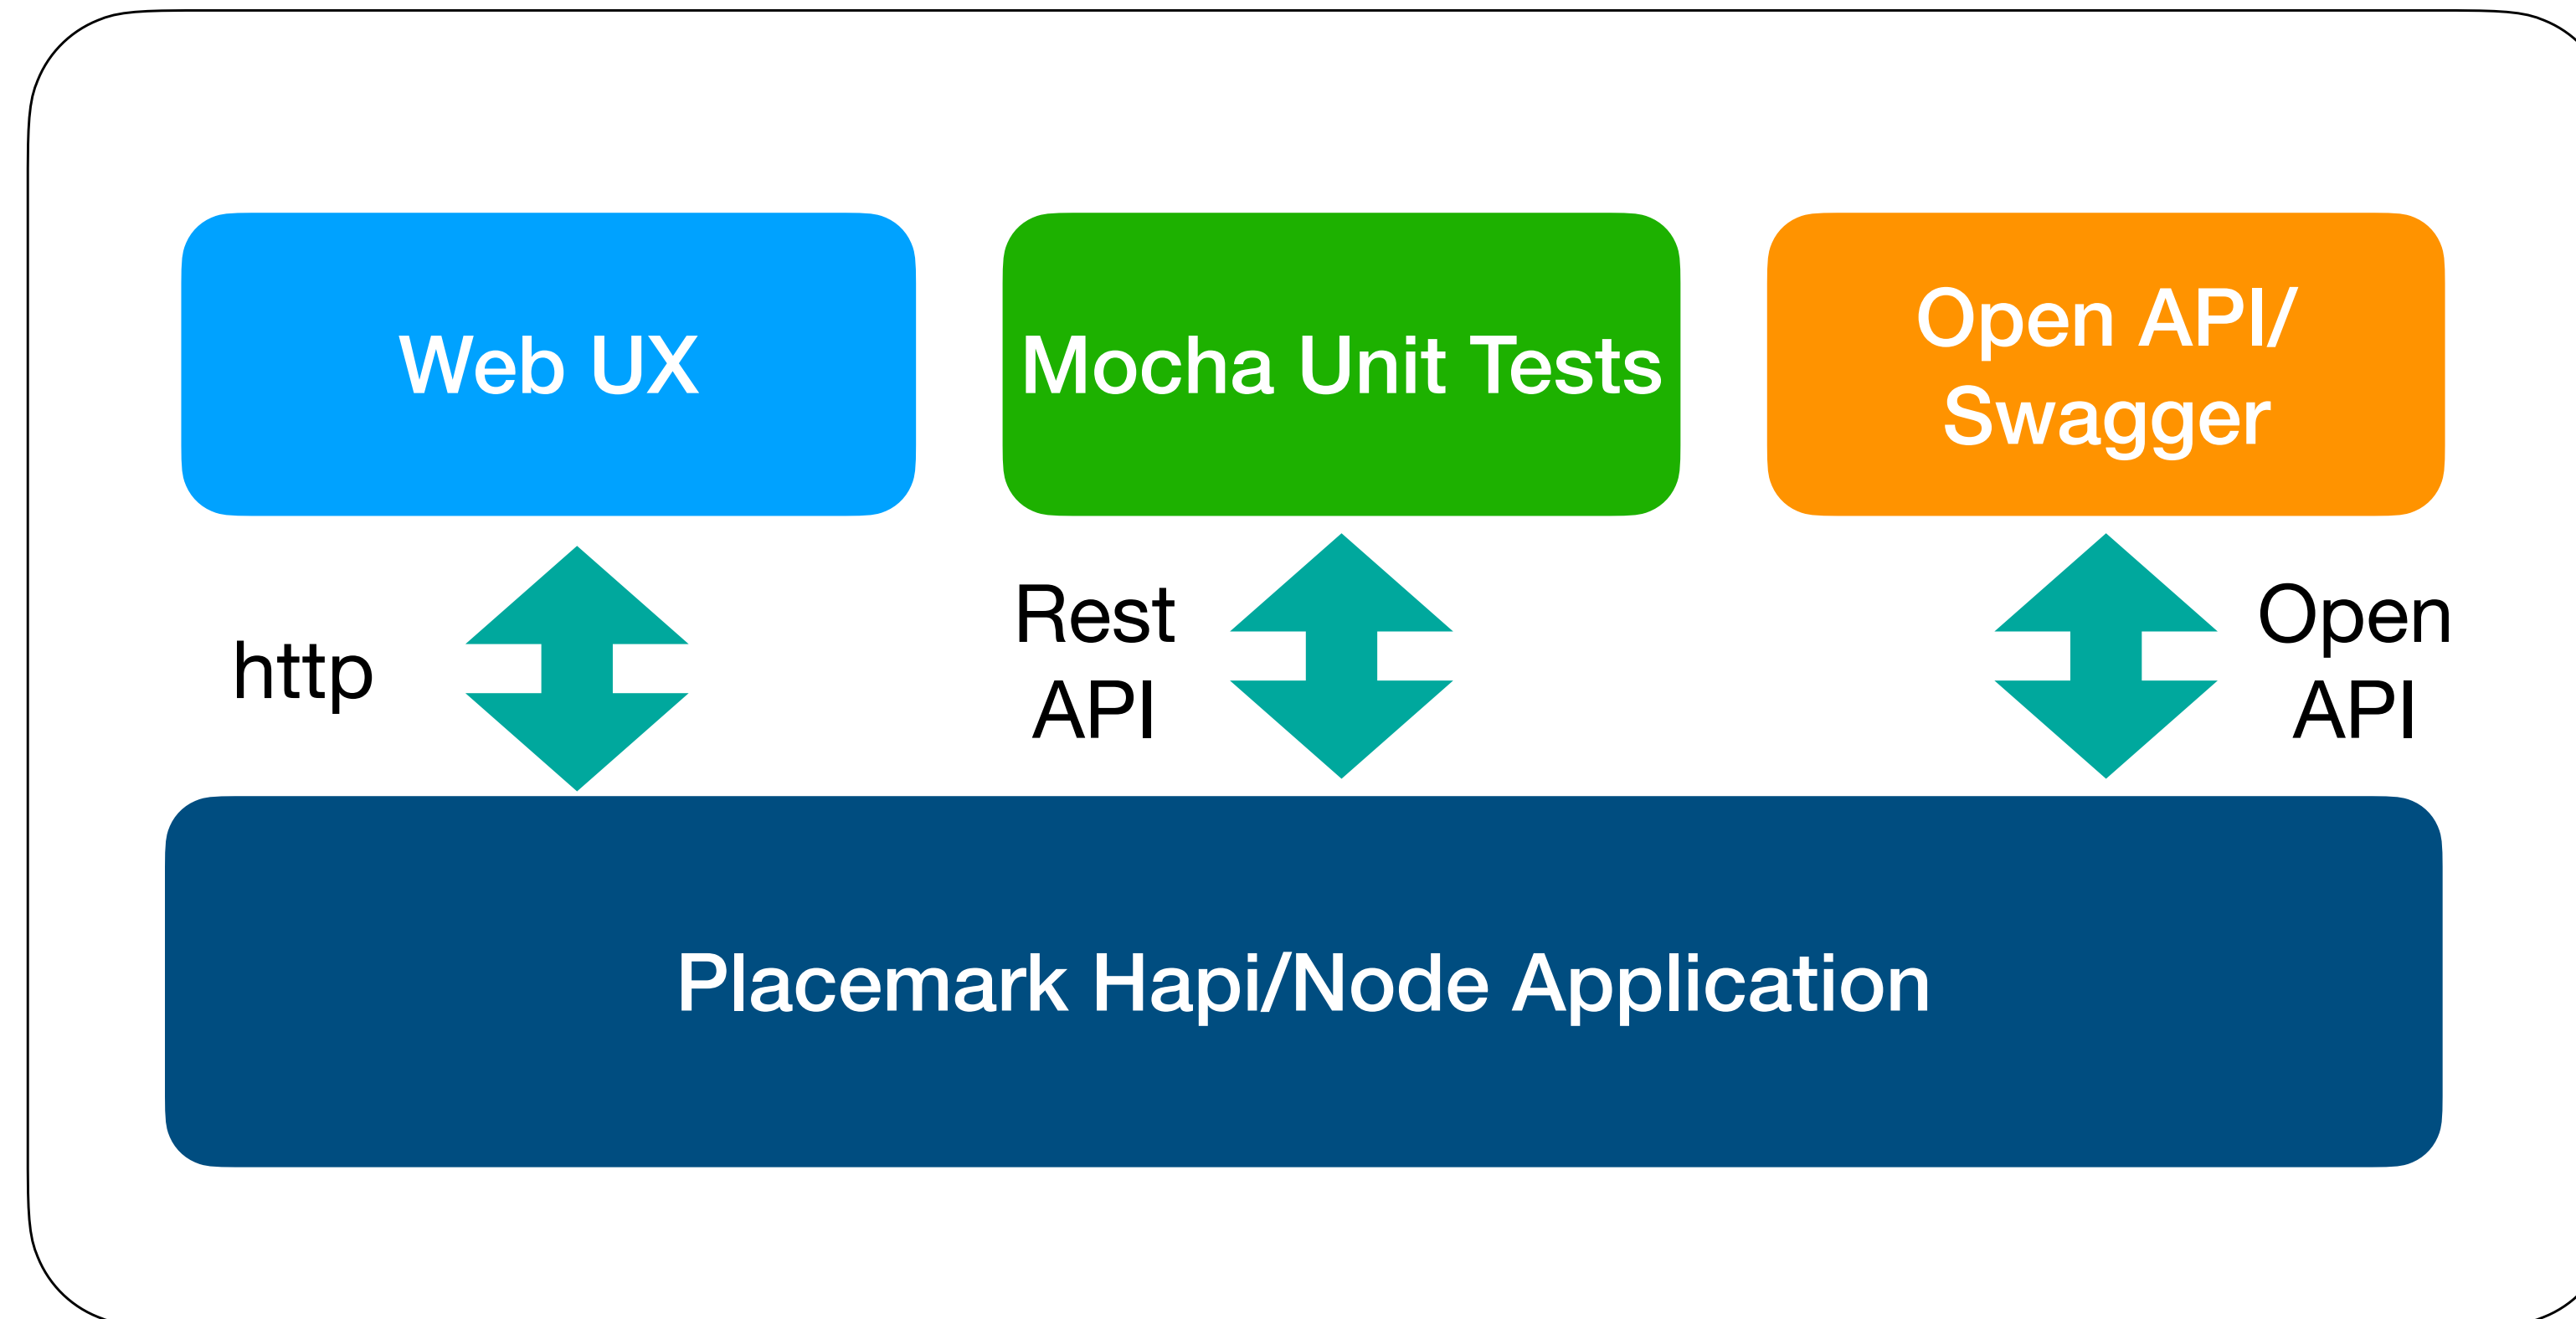 Web UX
Mocha Unit Tests
Open API/
Swagger
http
Rest
API
Open
API
Placemark Hapi/Node Application